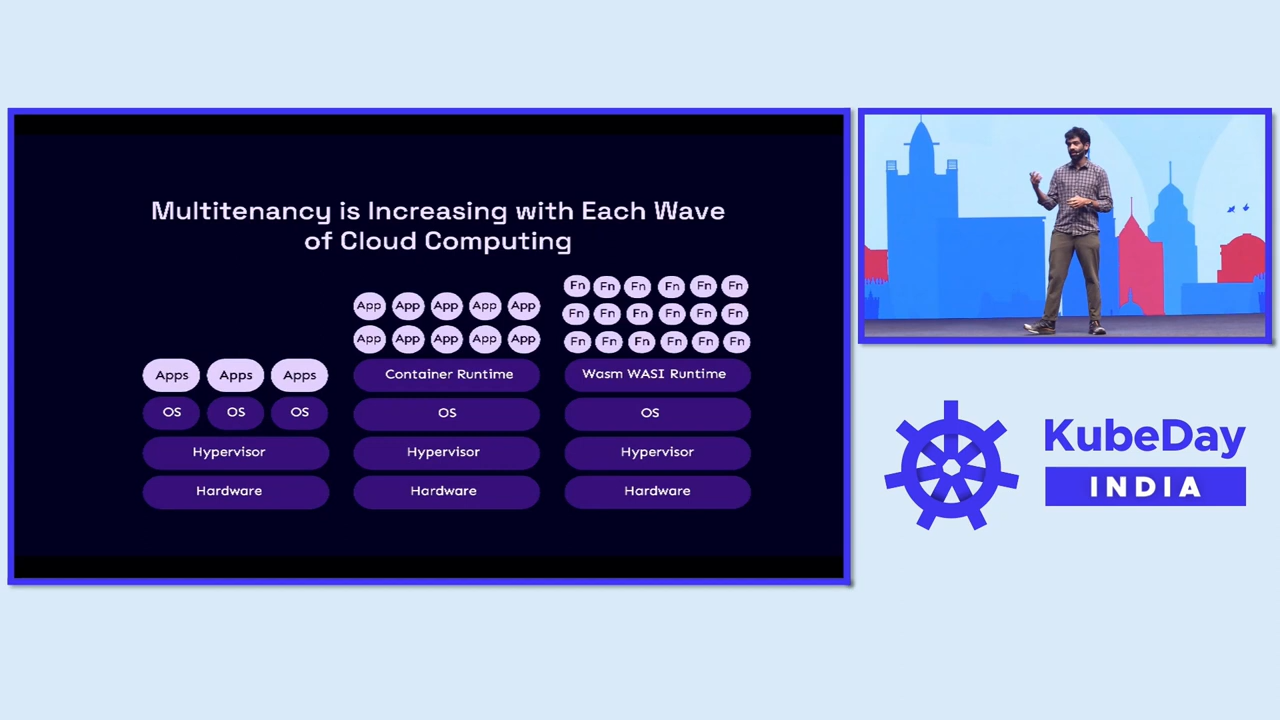 Multitenancy is Increasing with Each Wave
of Cloud Computing
Fn Fn Fn Fn Fn Fn
App App App App App
Fn Fn Fn Fn Fn Fn
App App App App App
Fn Fn Fn Fn Fn Fn
Apps Apps Apps
Container Runtime
Wasm WASI Runtime
OS OS OS
OS
OS
Hypervisor
Hypervisor
Hypervisor
Hardware
Hardware
Hardware
KubeDay
INDIA